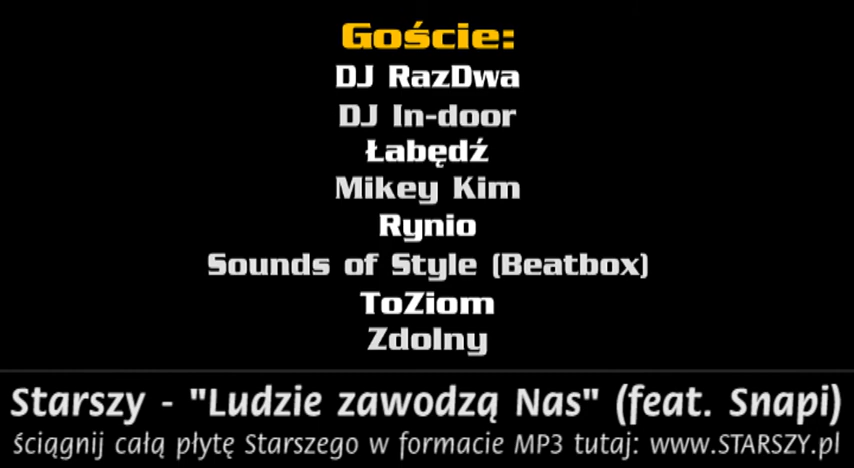 Goście:
DJ RazDwa
DJ In-door
Łabędź
Mikey Kim
Rynio
Sounds of Style (Beatbox)
ToZiom
Zdolny
Starszy - "Ludzie zawodzą Nas" (feat. Snapi)
ściągnij całą płytę Starszego w formacie MP3 tutaj: www.STARSZY.pl